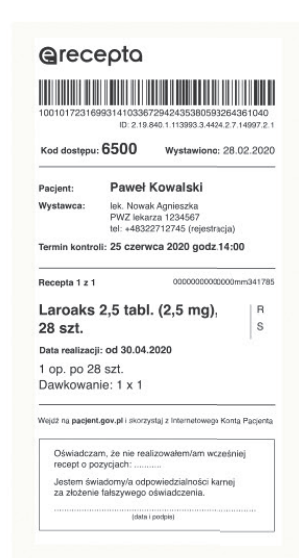 erecepta
10010172316993141033672942435380593264361040
ID: 2.19.840.1.113993.3.4424.2.7.14997.2.1
Kod dostępu: 6500 Wystawiono: 28.02.2020
Pacjent: Paweł Kowalski
Wystawca: lek. Nowak Agnieszka
PWZ lekarza 1234567
tel: +48322712745 (rejestracja)
Termin kontroli: 25 czerwca 2020 godz.14:00
Recepta 1 z 1 0000000000000mm341785
Laroaks 2,5 tabl. (2,5 mg), R
28 szt. S
Data realizacji: od 30.04.2020
1 op. po 28 szt.
Dawkowanie: 1 x 1
Wejdź na pacjent.gov.pl i skorzystaj z Internetowego Konta Pacjenta
Oświadczam, że nie realizowałem/am wcześniej
recept o pozycjach: ...........
Jestem świadomy/a odpowiedzialności karnej
za złożenie fałszywego oświadczenia.
(data i podpis)